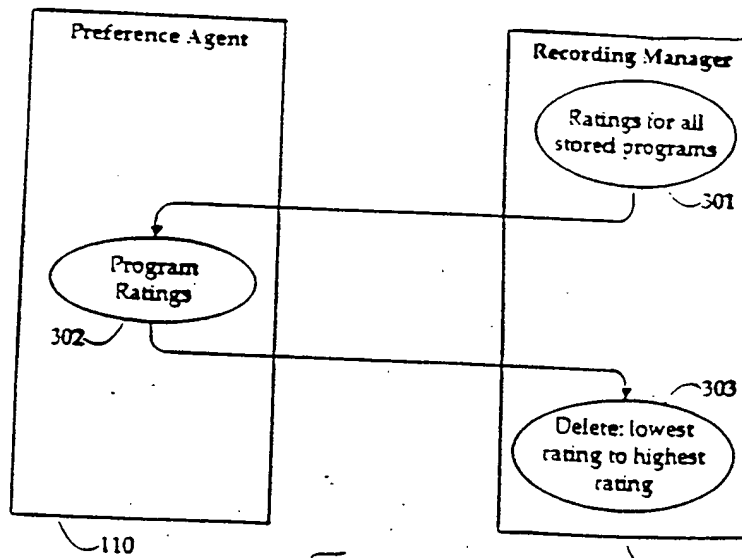 Preference Agent
Recording Manager
Ratings for all
stored programs
301
Program
Ratings
302
303
Delete: lowest
rating to highest
rating
110